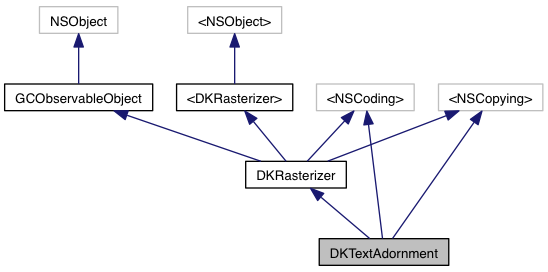 NSObject
<NSObject>
GCObservableObject
<DKRasterizer>
<NSCoding>
<NSCopying>
DKRasterizer
DKTextAdornment